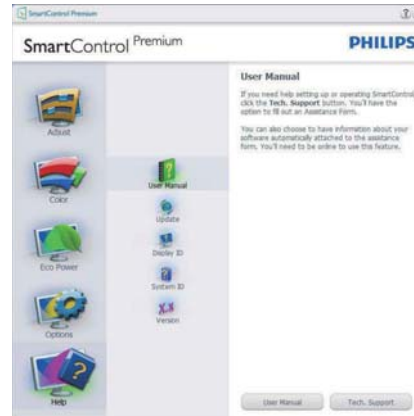 SmartControl Premium
SmartControl Premium
PHILIPS
Adjust
Color
Eco Power
Options
Help
User Manual
Update
Display ID
System ID
Version
User Manual
If you need help setting up or operating SmartControl
click the Tech. Support button. You'll have the
option to fill out an Assistance Form.
You can also choose to have information about your
software automatically attached to the assistance
form. You'll need to be online to use this feature.
User Manual
Tech. Support